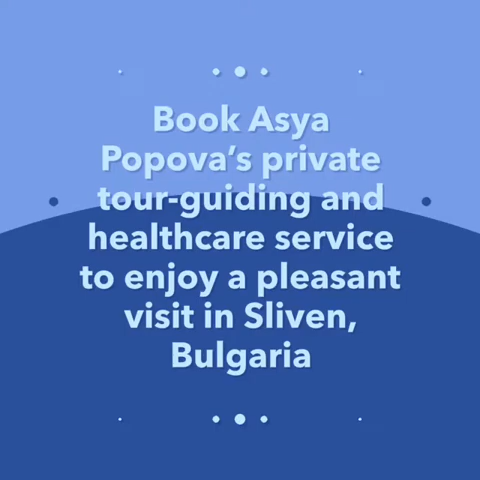 Book Asya
Popova’s private
tour-guiding and
healthcare service
to enjoy a pleasant
visit in Sliven,
Bulgaria